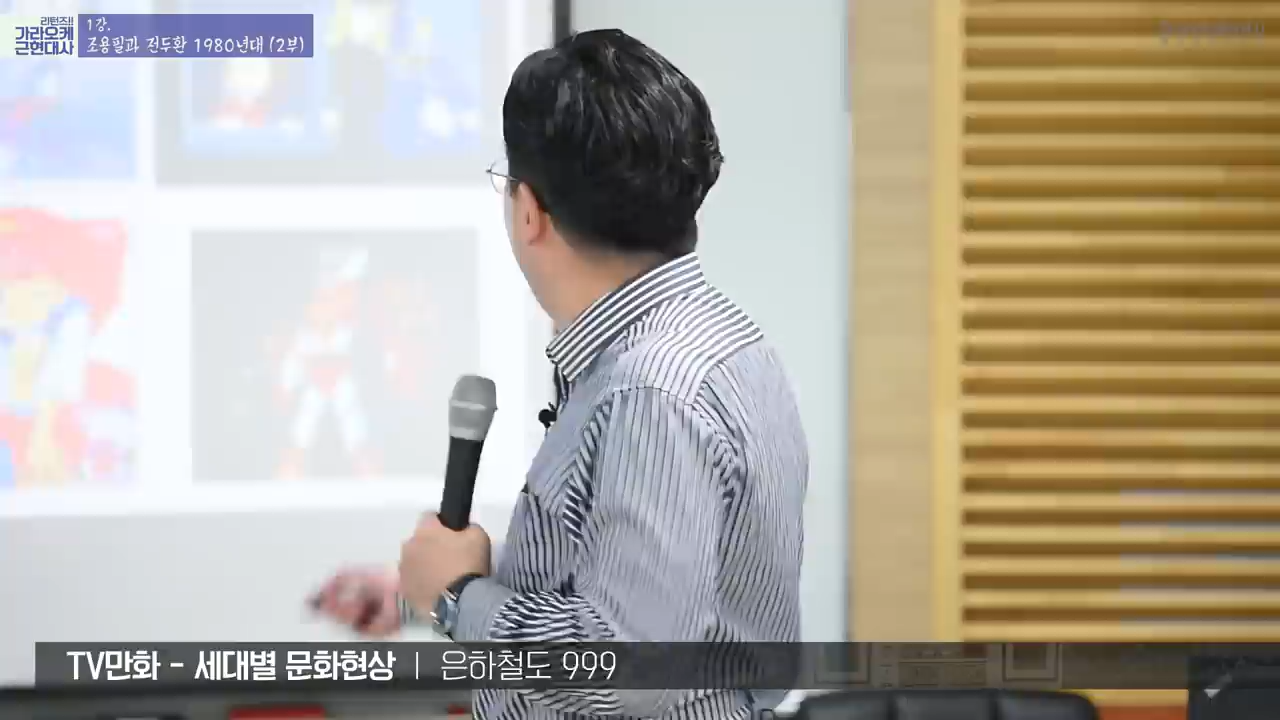 리턴즈!!
가라오케
근현대사
1강.
조용필과 전두환 1980년대 (2부)
TV만화 - 세대별 문화현상 | 은하철도 999